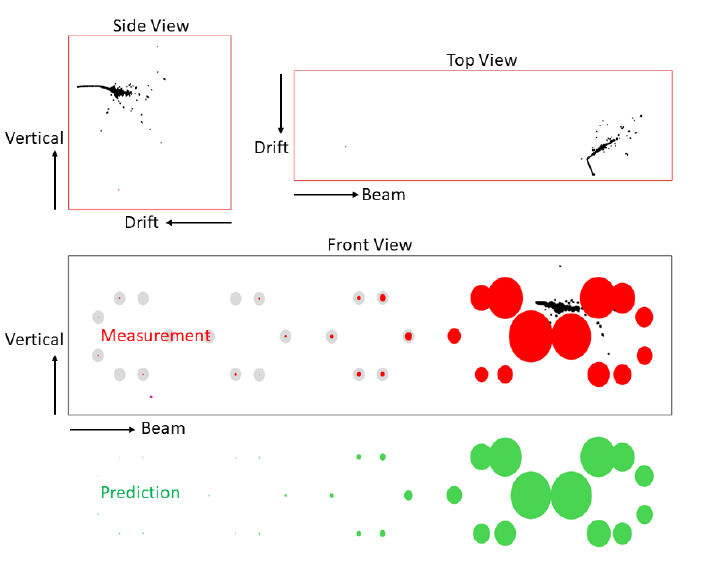 Side View
Top View
Vertical
Drift
Drift
Beam
Front View
Measurement
Vertical
Beam
Prediction